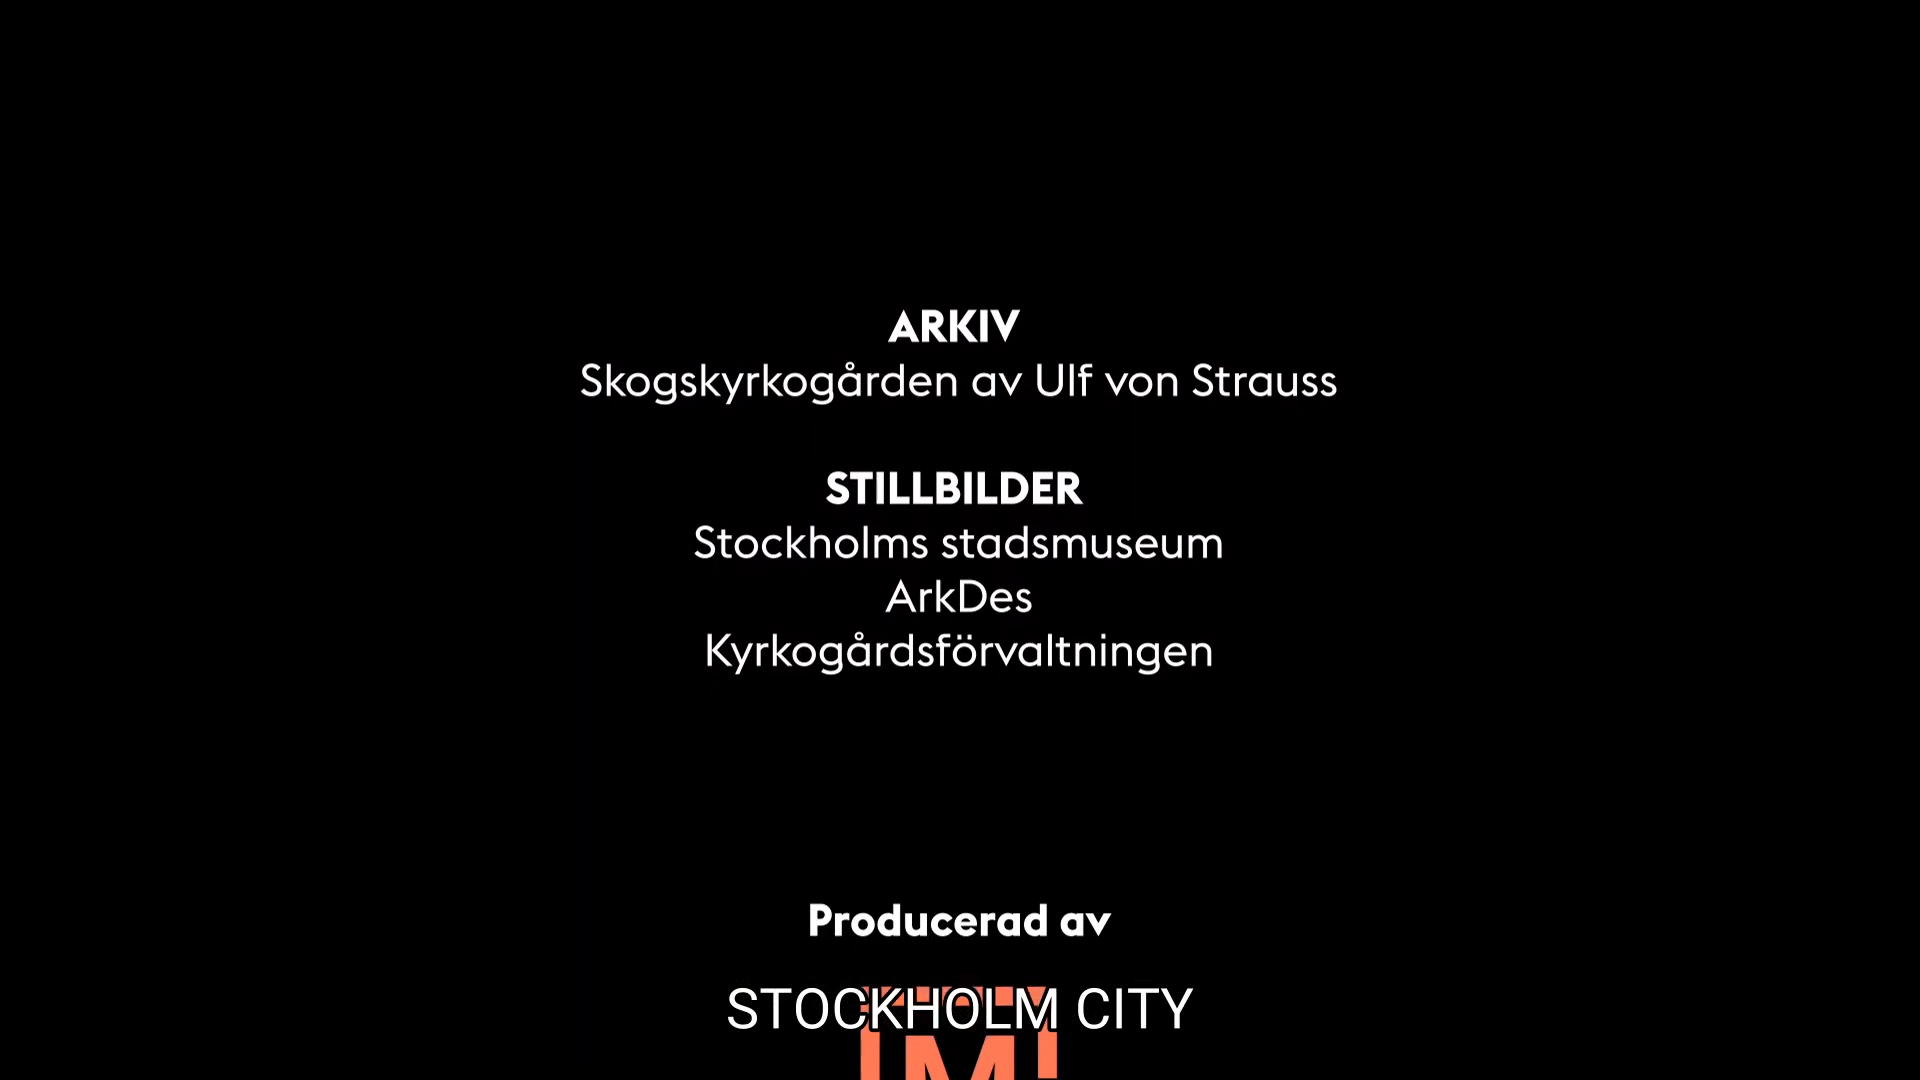 ARKIV
Skogskyrkogården av Ulf von Strauss
STILLBILDER
Stockholms stadsmuseum
ArkDes
Kyrkogårdsförvaltningen
Producerad av
STOCKHOLM CITY
M